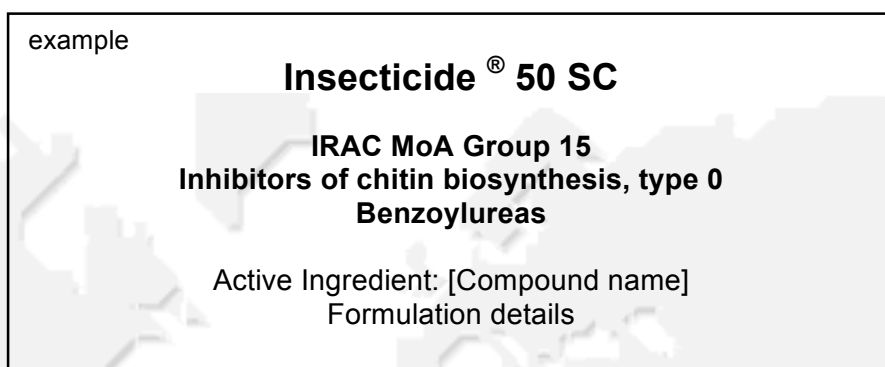 example
Insecticide ® 50 SC
IRAC MoA Group 15
Inhibitors of chitin biosynthesis, type 0
Benzoylureas
Active Ingredient: [Compound name]
Formulation details